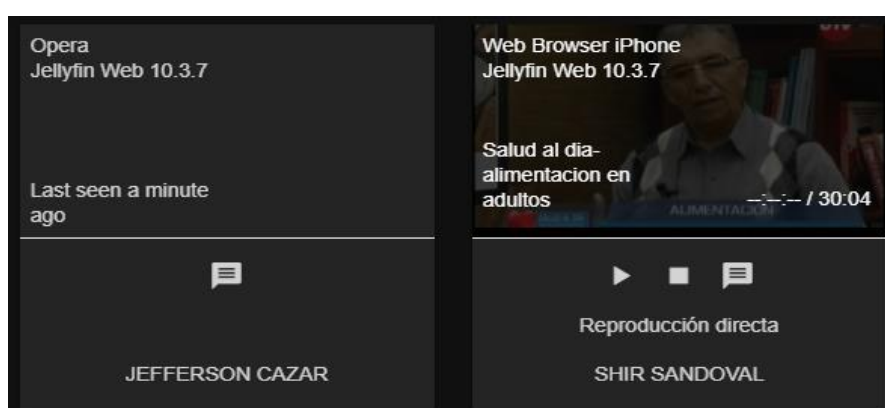 Opera
Jellyfin Web 10.3.7
Last seen a minute
ago
JEFFERSON CAZAR
Web Browser iPhone
Jellyfin Web 10.3.7
Salud al dia-
alimentacion en
adultos
--:--:-- / 30:04
ALIMENTACIÓN
Reproducción directa
SHIR SANDOVAL